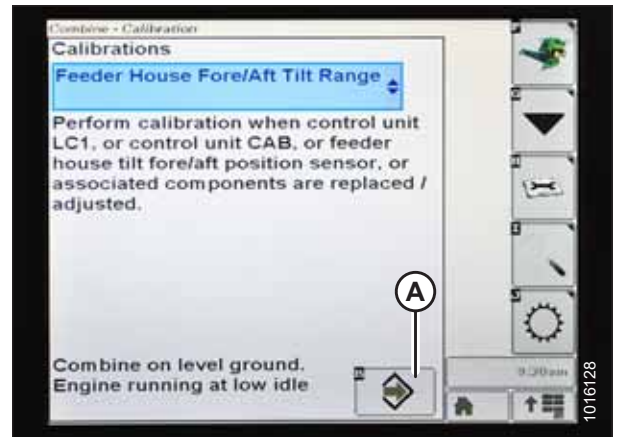 Combine - Calibration
Calibrations
Feeder House Fore/Aft Tilt Range
Perform calibration when control unit
LC1, or control unit CAB, or feeder
house tilt fore/aft position sensor, or
associated components are replaced /
adjusted.
A
Combine on level ground.
Engine running at low idle
9:20am
1016128